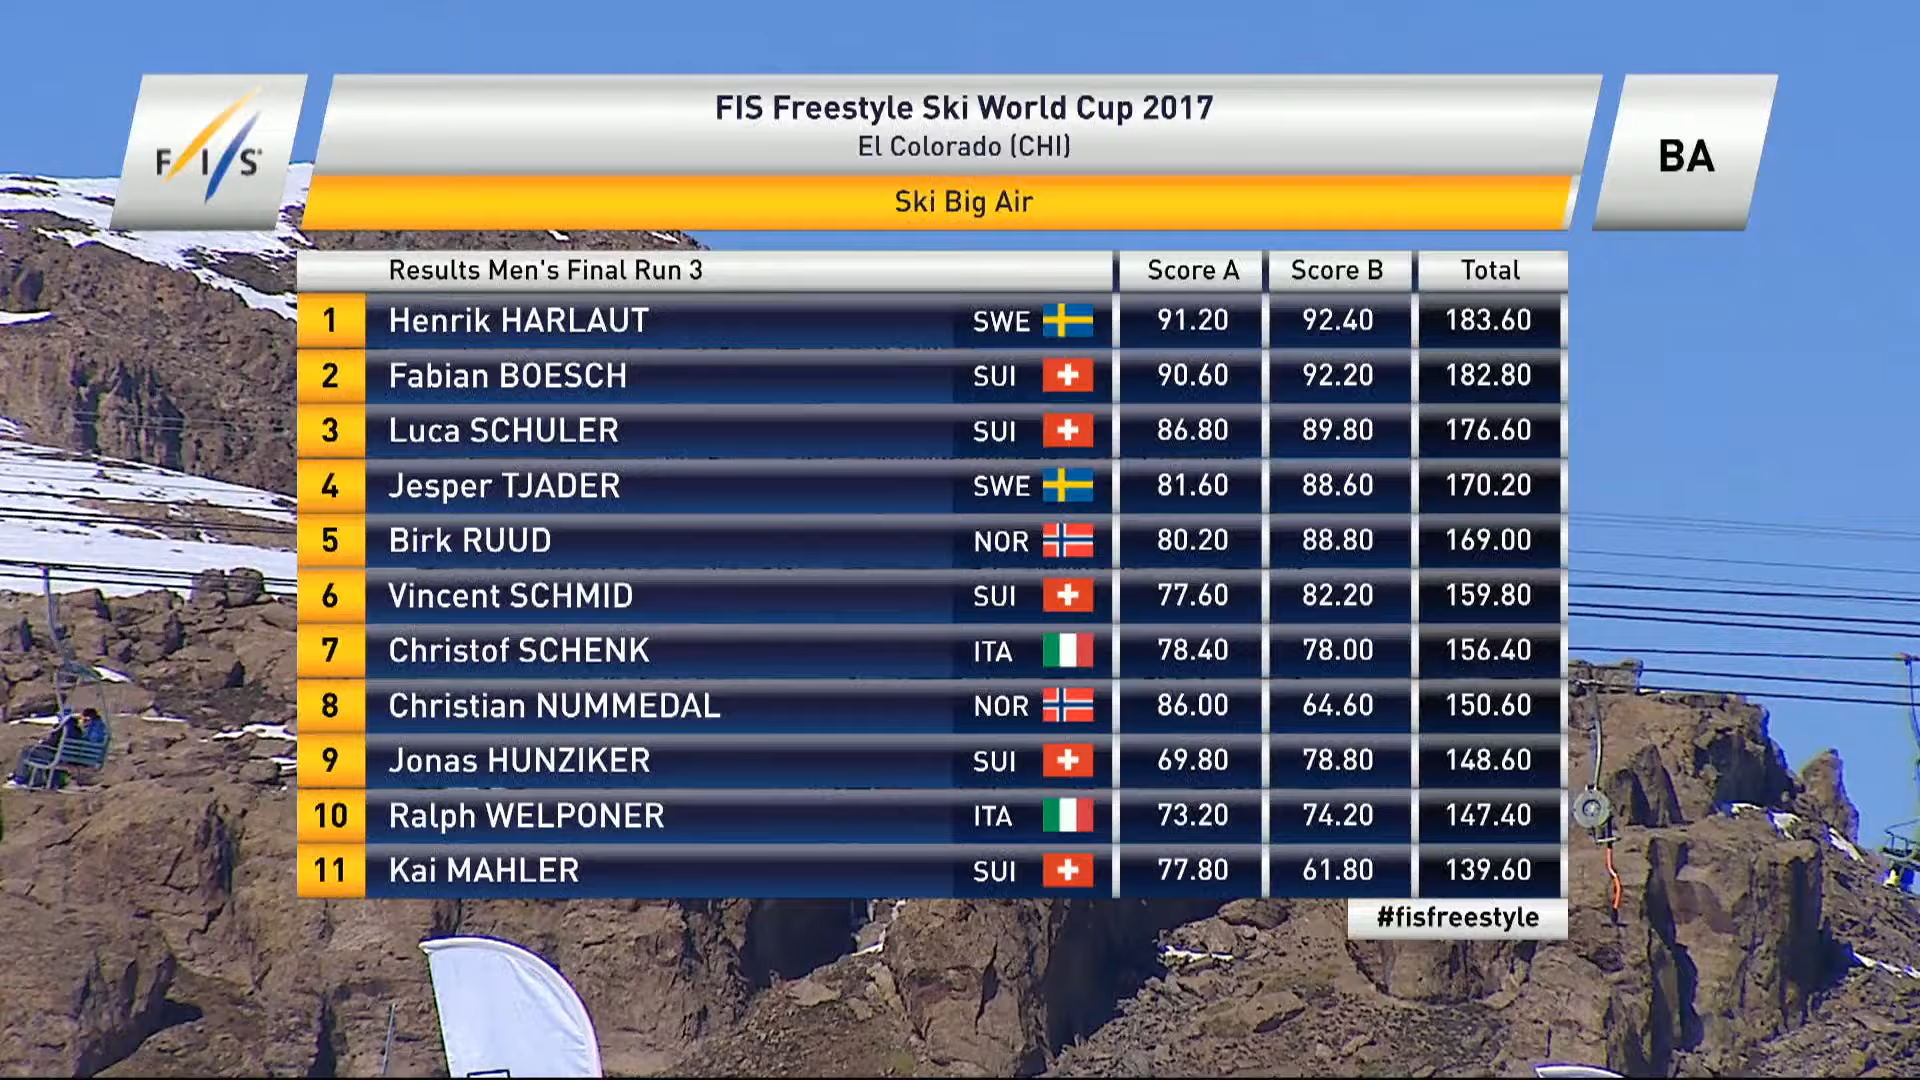 FIS
FIS Freestyle Ski World Cup 2017
El Colorado (CHI)
Ski Big Air
BA
Results Men's Final Run 3 Score A Score B Total
1 Henrik HARLAUT SWE 91.20 92.40 183.60
2 Fabian BOESCH SUI 90.60 92.20 182.80
3 Luca SCHULER SUI 86.80 89.80 176.60
4 Jesper TJADER SWE 81.60 88.60 170.20
5 Birk RUUD NOR 80.20 88.80 169.00
6 Vincent SCHMID SUI 77.60 82.20 159.80
7 Christof SCHENK ITA 78.40 78.00 156.40
8 Christian NUMMEDAL NOR 86.00 64.60 150.60
9 Jonas HUNZIKER SUI 69.80 78.80 148.60
10 Ralph WELPONER ITA 73.20 74.20 147.40
11 Kai MAHLER SUI 77.80 61.80 139.60
#fisfreestyle